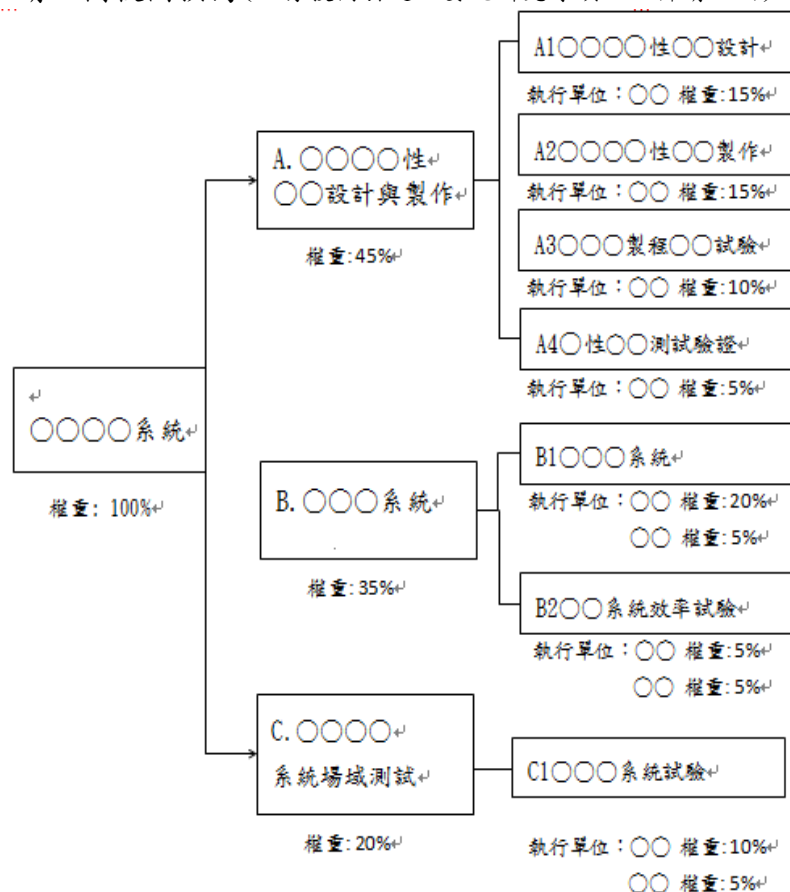 A1○○○○性○○設計
執行單位：○○ 權重:15%
A2○○○○性○○製作
執行單位：○○ 權重:15%
A3○○○製程○○試驗
執行單位：○○ 權重:10%
A4○性○○測試驗證
執行單位：○○ 權重:5%
A.○○○○性
○○設計與製作
權重:45%
○○○○系統
權重: 100%
B.○○○系統
權重:35%
B1○○○系統
執行單位：○○ 權重:20%
○○ 權重:5%
B2○○系統效率試驗
執行單位：○○ 權重:5%
○○ 權重:5%
C.○○○○
系統場域測試
權重:20%
C1○○○系統試驗
執行單位：○○ 權重:10%
○○ 權重:5%